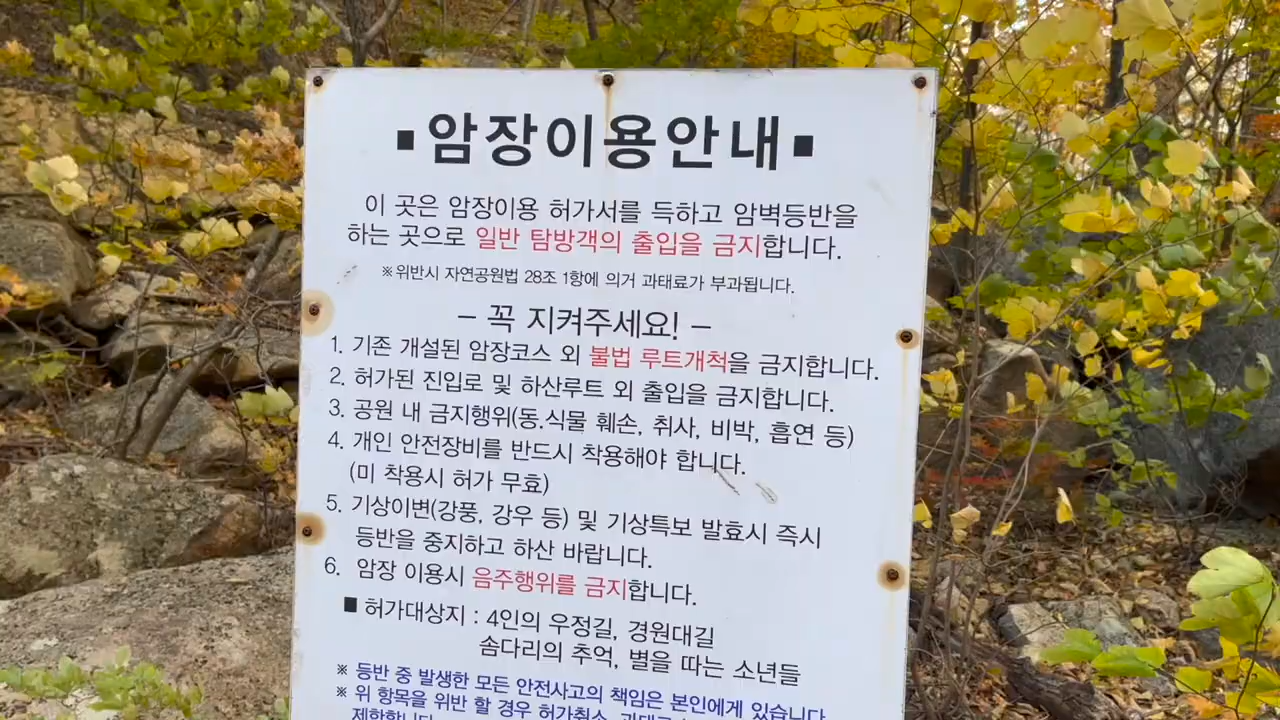 ■암장이용안내■
이 곳은 암장이용 허가서를 득하고 암벽등반을
하는 곳으로 일반 탐방객의 출입을 금지합니다.
※위반시 자연공원법 28조 1항에 의거 과태료가 부과됩니다.
– 꼭 지켜주세요! –
1. 기존 개설된 암장코스 외 불법 루트개척을 금지합니다.
2. 허가된 진입로 및 하산루트 외 출입을 금지합니다.
3. 공원 내 금지행위(동.식물 훼손, 취사, 비박, 흡연 등)
4. 개인 안전장비를 반드시 착용해야 합니다.
(미 착용시 허가 무효)
5. 기상이변(강풍, 강우 등) 및 기상특보 발효시 즉시
등반을 중지하고 하산 바랍니다.
6. 암장 이용시 음주행위를 금지합니다.
■ 허가대상지 : 4인의 우정길, 경원대길
솜다리의 추억, 별을 따는 소년들
※ 등반 중 발생한 모든 안전사고의 책임은 본인에게 있습니다.
※ 위 항목을 위반 할 경우 허가취소, 과태료